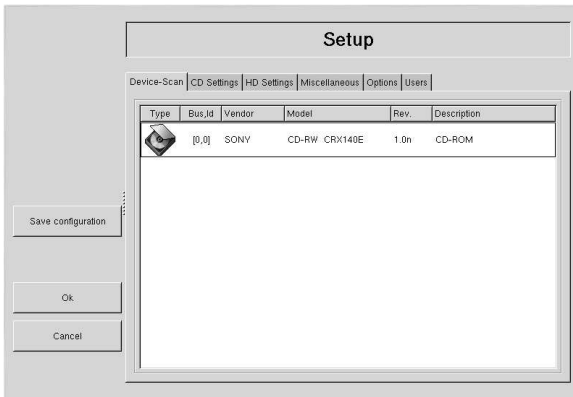 Setup
Device-Scan CD Settings HD Settings Miscellaneous Options Users
Type Bus,Id Vendor Model Rev. Description
[0,0] SONY CD-RW CRX140E 1.0n CD-ROM
Save configuration
Ok
Cancel